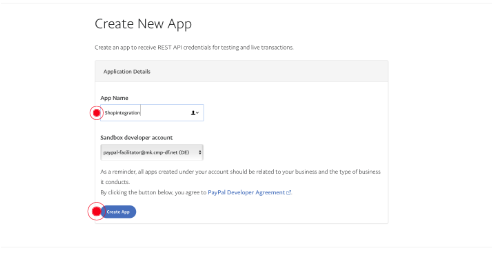 Create New App
Create an app to receive REST API credentials for testing and live transactions.
Application Details
App Name
ShopIntegration
Sandbox developer account
paypal-facilitator@mk.cmp-df.net (DE)
As a reminder, all apps created under your account should be related to your business and the type of business
it conducts.
By clicking the button below, you agree to PayPal Developer Agreement
Create App